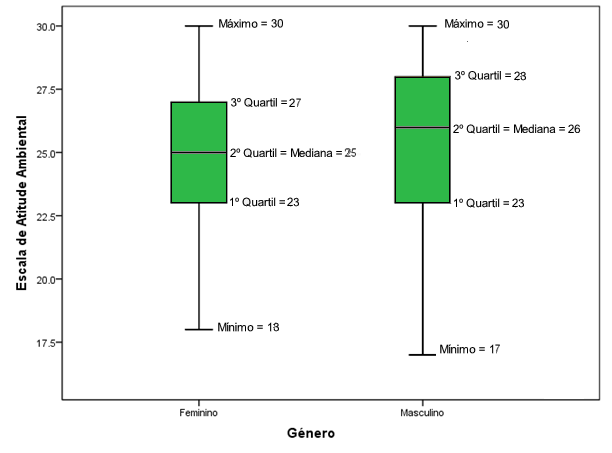 30.0
27.5
25.0
22.5
20.0
17.5
Escala de Atitude Ambiental
Máximo = 30
3º Quartil = 27
2º Quartil = Mediana = 25
1º Quartil = 23
Mínimo = 18
Máximo = 30
3º Quartil = 28
2º Quartil = Mediana = 26
1º Quartil = 23
Mínimo = 17
Feminino
Masculino
Género